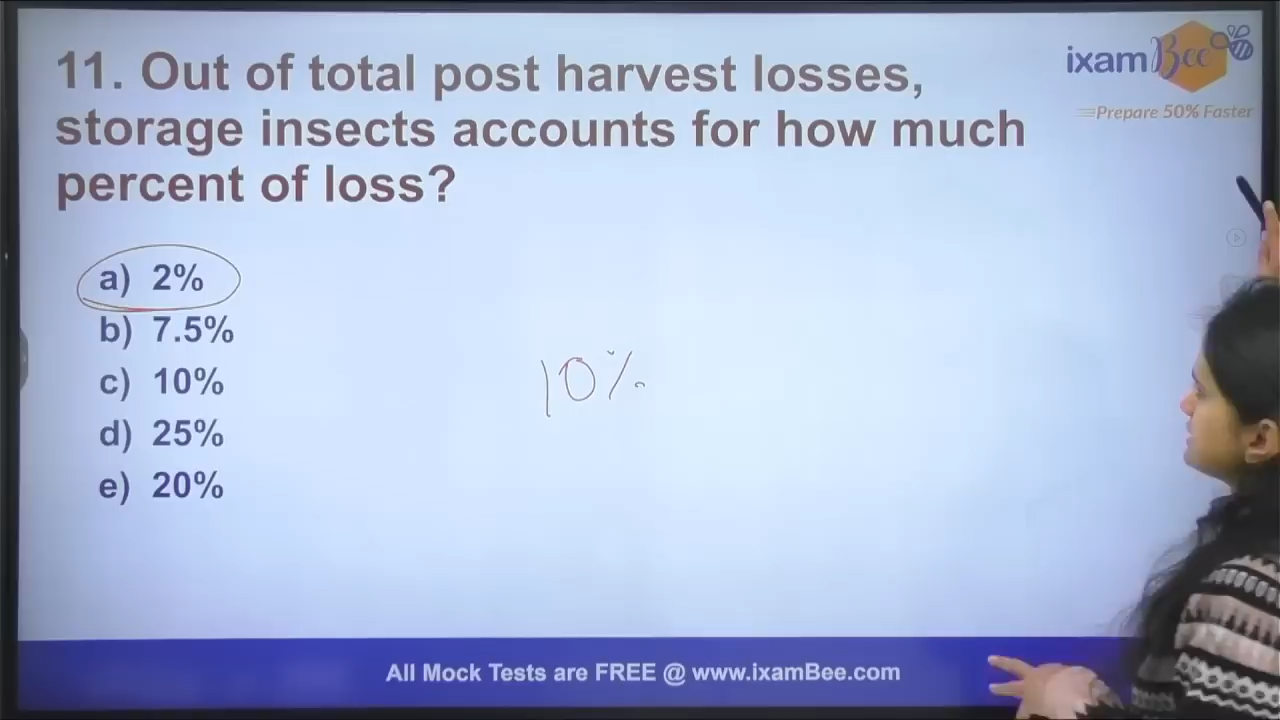 11. Out of total post harvest losses,
storage insects accounts for how much
percent of loss?
a) 2%
b) 7.5%
c) 10%
d) 25%
e) 20%
10%
ixamBee
Prepare 50% Faster
All Mock Tests are FREE @ www.ixamBee.com